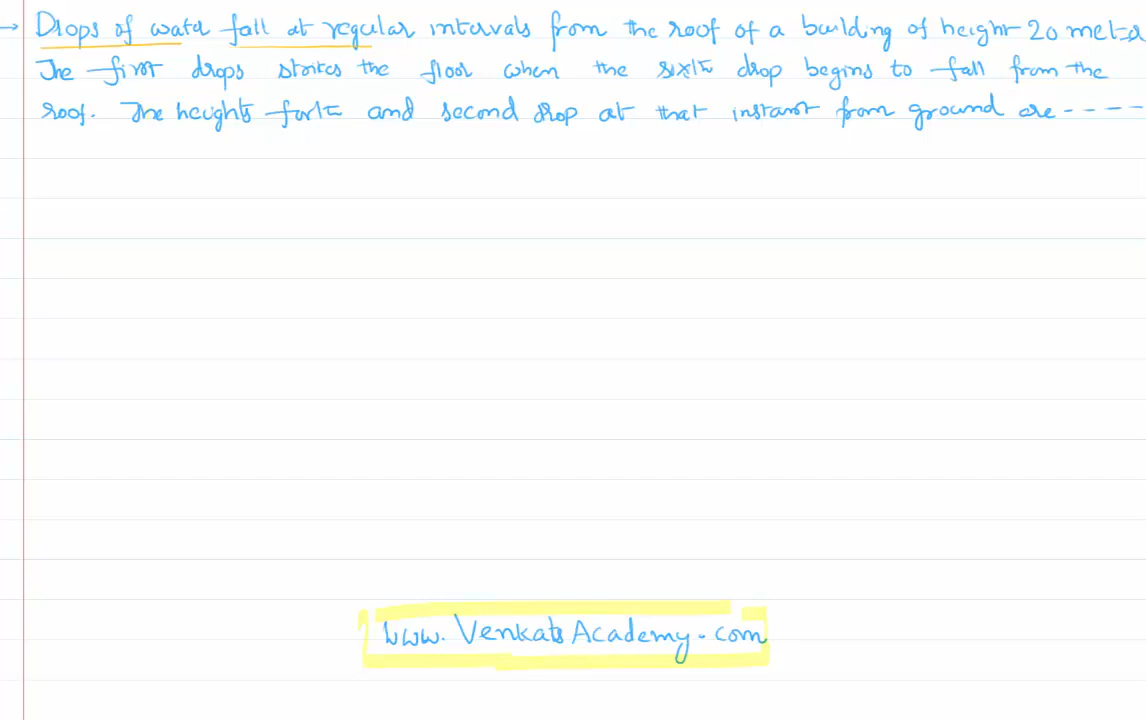 → Drops of water fall at regular intervals from the roof of a building of height 20 meter
The first drops strikes the floor when the sixth drop begins to fall from the
roof. The heights forth and second drop at that instant from ground are ----
www.VenkatsAcademy.com